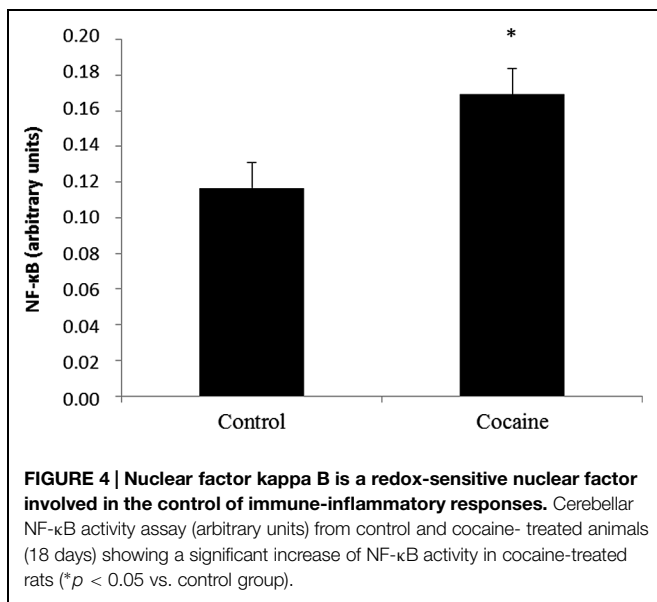 *
0.20
0.18
0.16
0.14
0.12
0.10
0.08
0.06
0.04
0.02
0.00
NF-κB (arbitrary units)
Control Cocaine
FIGURE 4 | Nuclear factor kappa B is a redox-sensitive nuclear factor
involved in the control of immune-inflammatory responses. Cerebellar
NF-κB activity assay (arbitrary units) from control and cocaine- treated animals
(18 days) showing a significant increase of NF-κB activity in cocaine-treated
rats (*p < 0.05 vs. control group).